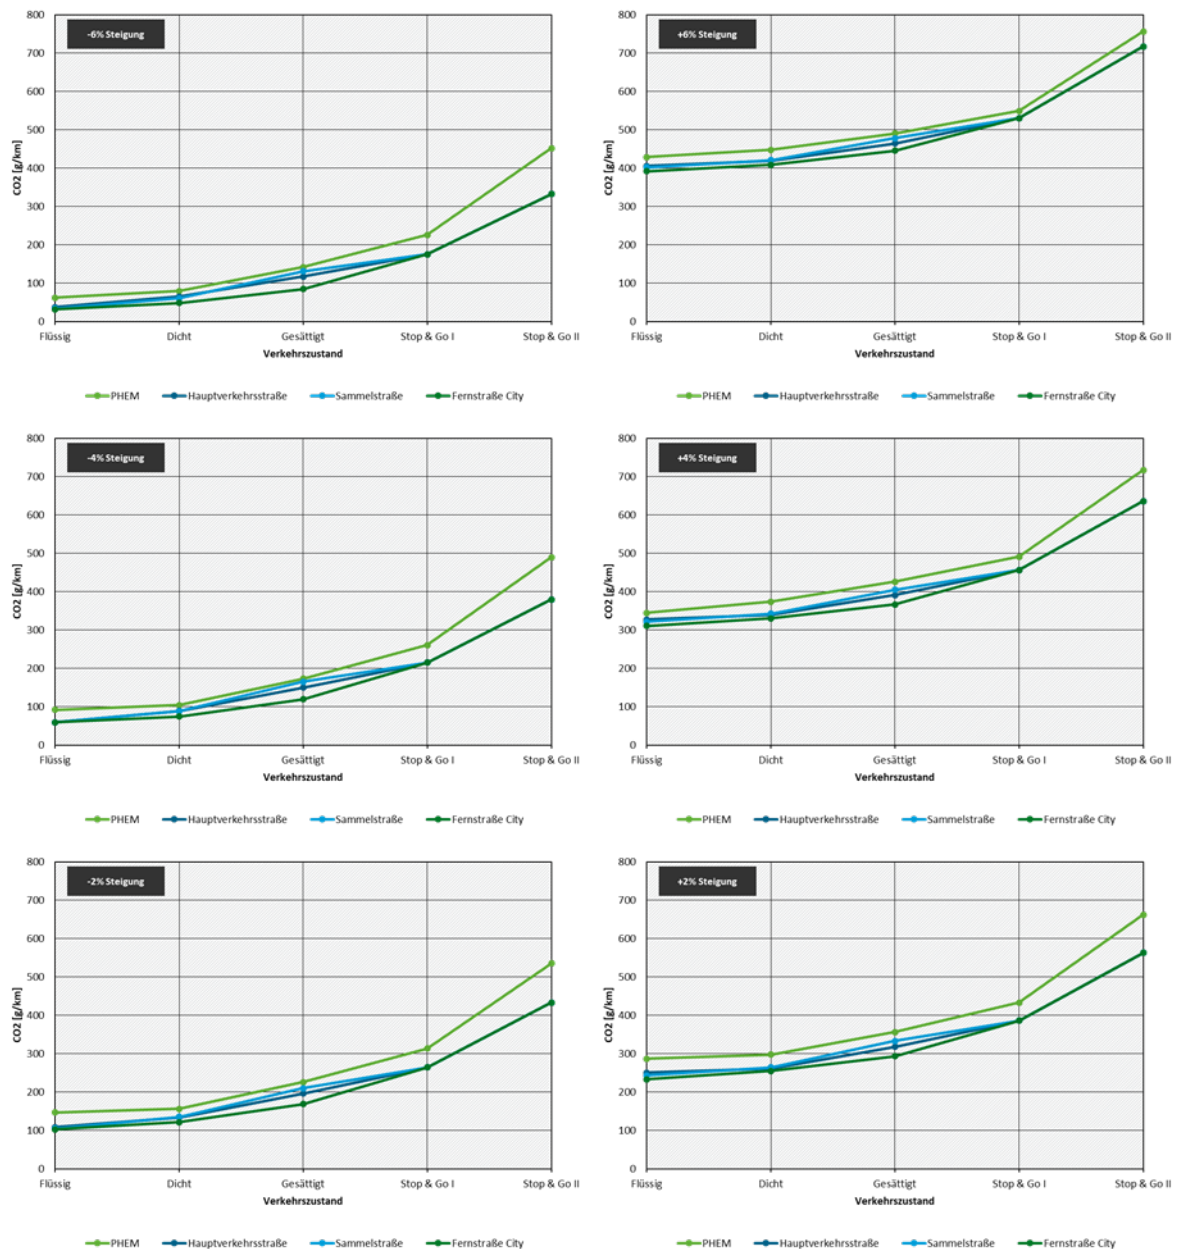 -6% Steigung
800
700
600
500
400
300
200
100
0
CO2 [g/km]
Flüssig Dicht Gesättigt Stop & Go I Stop & Go II
Verkehrszustand
PHEM Hauptverkehrsstraße Sammelstraße Fernstraße City
+6% Steigung
800
700
600
500
400
300
200
100
0
CO2 [g/km]
Flüssig Dicht Gesättigt Stop & Go I Stop & Go II
Verkehrszustand
PHEM Hauptverkehrsstraße Sammelstraße Fernstraße City
-4% Steigung
800
700
600
500
400
300
200
100
0
CO2 [g/km]
Flüssig Dicht Gesättigt Stop & Go I Stop & Go II
Verkehrszustand
PHEM Hauptverkehrsstraße Sammelstraße Fernstraße City
+4% Steigung
800
700
600
500
400
300
200
100
0
CO2 [g/km]
Flüssig Dicht Gesättigt Stop & Go I Stop & Go II
Verkehrszustand
PHEM Hauptverkehrsstraße Sammelstraße Fernstraße City
-2% Steigung
800
700
600
500
400
300
200
100
0
CO2 [g/km]
Flüssig Dicht Gesättigt Stop & Go I Stop & Go II
Verkehrszustand
PHEM Hauptverkehrsstraße Sammelstraße Fernstraße City
+2% Steigung
800
700
600
500
400
300
200
100
0
CO2 [g/km]
Flüssig Dicht Gesättigt Stop & Go I Stop & Go II
Verkehrszustand
PHEM Hauptverkehrsstraße Sammelstraße Fernstraße City